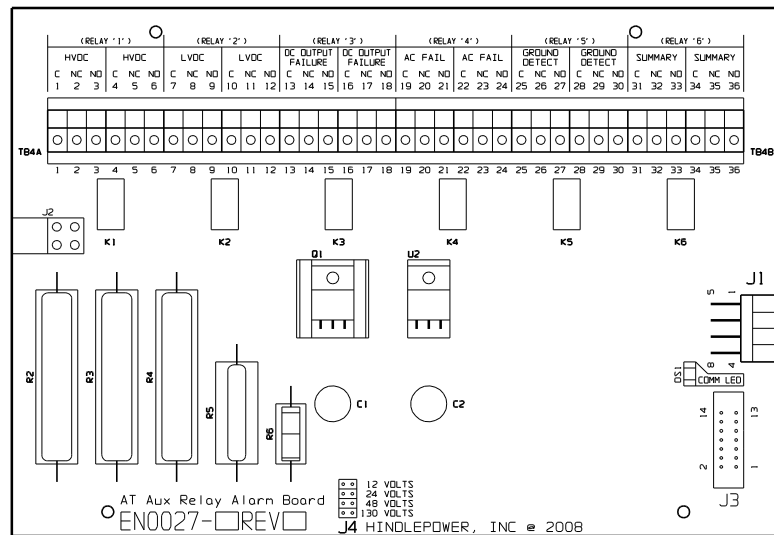 (RELAY '1') (RELAY '2') (RELAY '3') (RELAY '4') (RELAY '5') (RELAY '6')
HVDC HVDC LVDC LVDC DC OUTPUT FAILURE DC OUTPUT FAILURE AC FAIL AC FAIL GROUND DETECT GROUND DETECT SUMMARY SUMMARY
C NC NO C NC NO C NC NO C NC NO C NC NO C NC NO C NC NO C NC NO C NC NO C NC NO C NC NO C NC NO
1 2 3 4 5 6 7 8 9 10 11 12 13 14 15 16 17 18 19 20 21 22 23 24 25 26 27 28 29 30 31 32 33 34 35 36
TB4A TB4B
1 2 3 4 5 6 7 8 9 10 11 12 13 14 15 16 17 18 19 20 21 22 23 24 25 26 27 28 29 30 31 32 33 34 35 36
J2
K1 K2 K3 K4 K5 K6
Q1 U2
J1
5 1
8 4
DS1
COMM LED
R2 R3 R4 R5 R6
C1 C2
14 13
2 1
J3
12 VOLTS
24 VOLTS
48 VOLTS
130 VOLTS
AT Aux Relay Alarm Board
EN0027-□REV□
J4 HINDLEPOWER, INC @ 2008